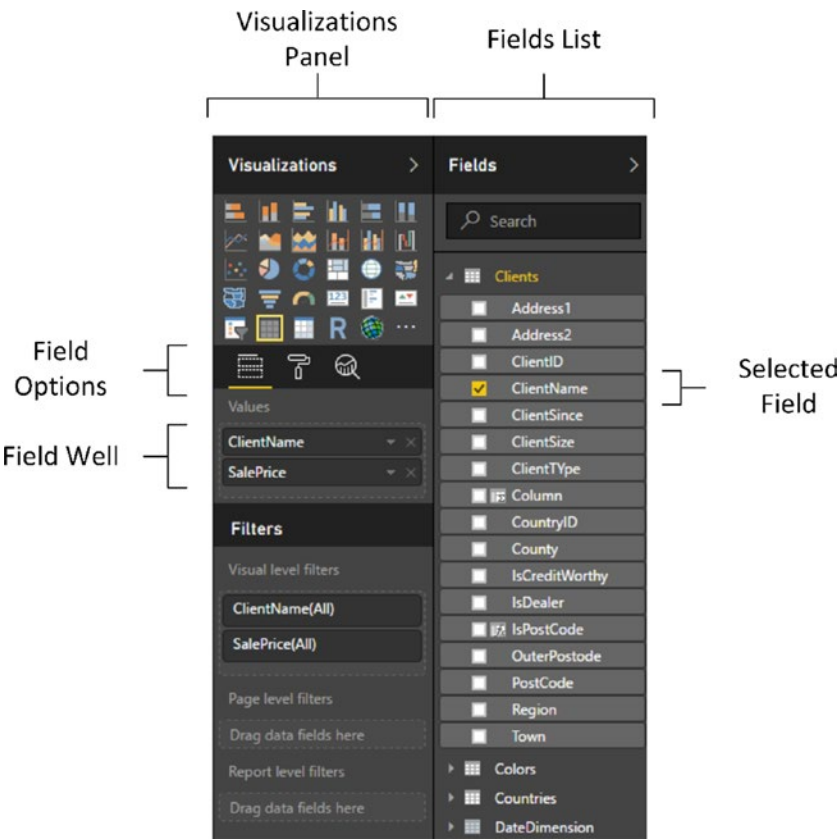 Visualizations
Panel
Fields List
Visualizations
Fields
Search
123
R
Field
Options
Values
Field Well
ClientName
SalePrice
Filters
Visual level filters
ClientName(All)
SalePrice(All)
Page level filters
Drag data fields here
Report level filters
Drag data fields here
Clients
Address1
Address2
ClientID
ClientName
ClientSince
ClientSize
ClientTYpe
Column
CountryID
County
IsCreditWorthy
IsDealer
IsPostCode
OuterPostode
PostCode
Region
Town
Colors
Countries
DateDimension
Selected
Field